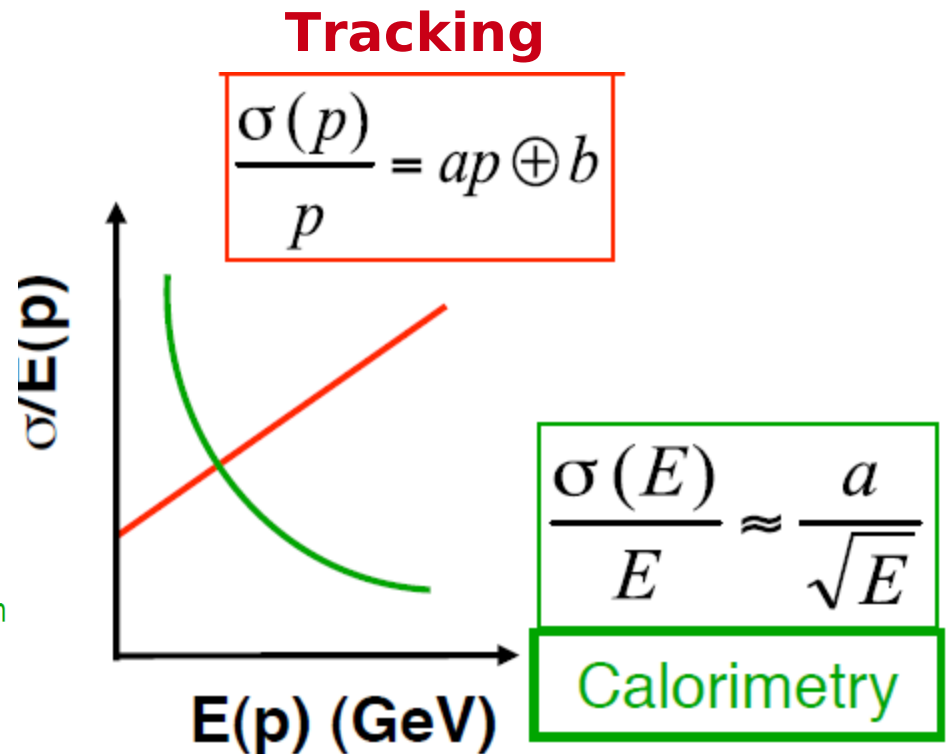 Tracking
σ(p)/p = ap ⊕ b
σ/E(p)
σ(E)/E ≈ a/√E
E(p) (GeV)
Calorimetry